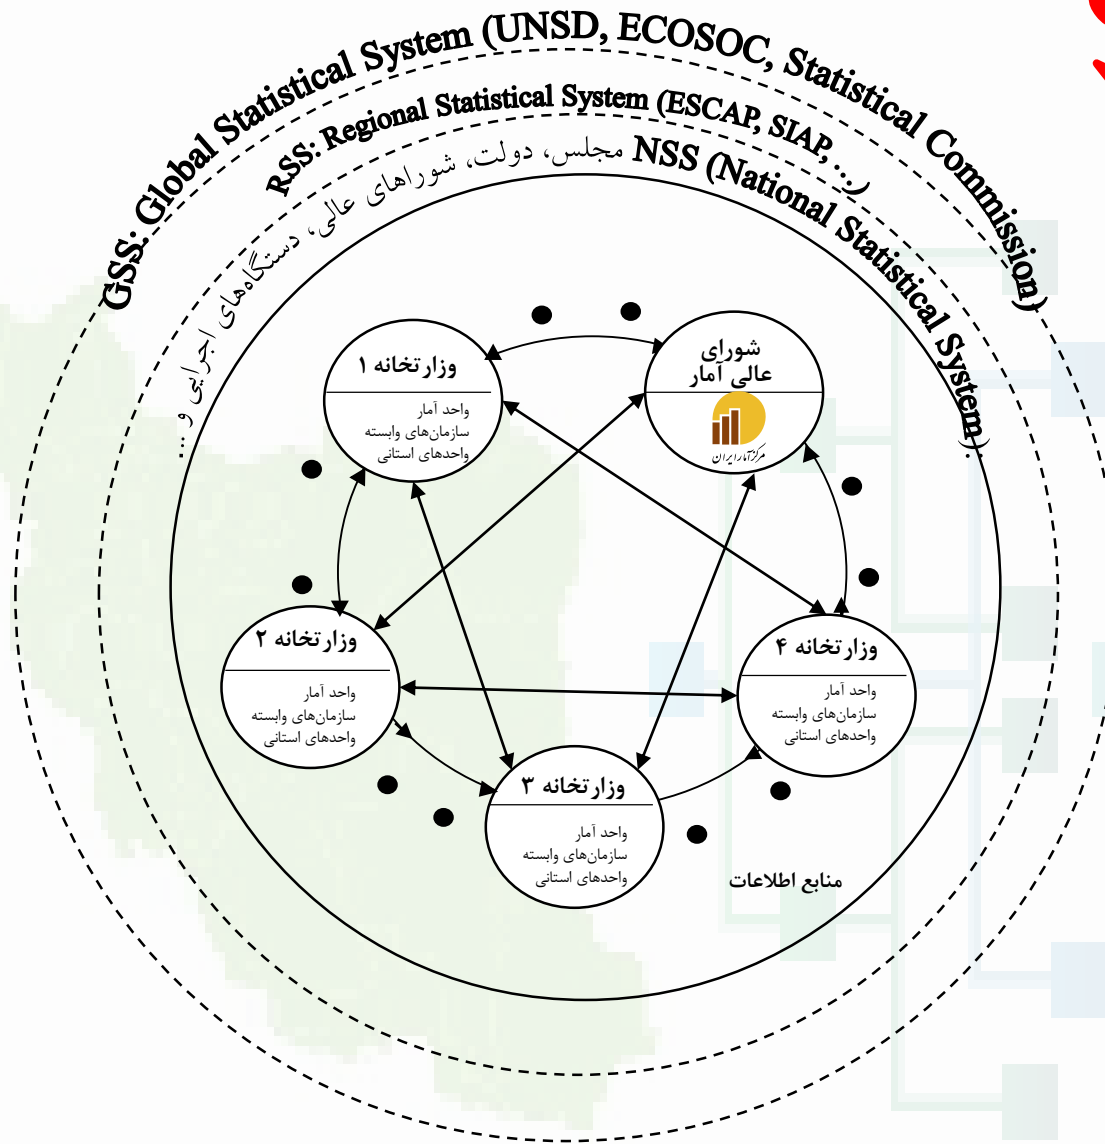 GSS: Global Statistical System (UNSD, ECOSOC, Statistical Commission)
RSS: Regional Statistical System (ESCAP, SIAP, ...)
NSS (National Statistical System): مجلس، دولت، شوراهای عالی، دستگاه‌های اجرایی و ...
شورای
عالی آمار
مرکز آمار ایران
وزارتخانه ۱
واحد آمار
سازمان‌های وابسته
واحدهای استانی
وزارتخانه ۲
واحد آمار
سازمان‌های وابسته
واحدهای استانی
وزارتخانه ۴
واحد آمار
سازمان‌های وابسته
واحدهای استانی
وزارتخانه ۳
واحد آمار
سازمان‌های وابسته
واحدهای استانی
منابع اطلاعات